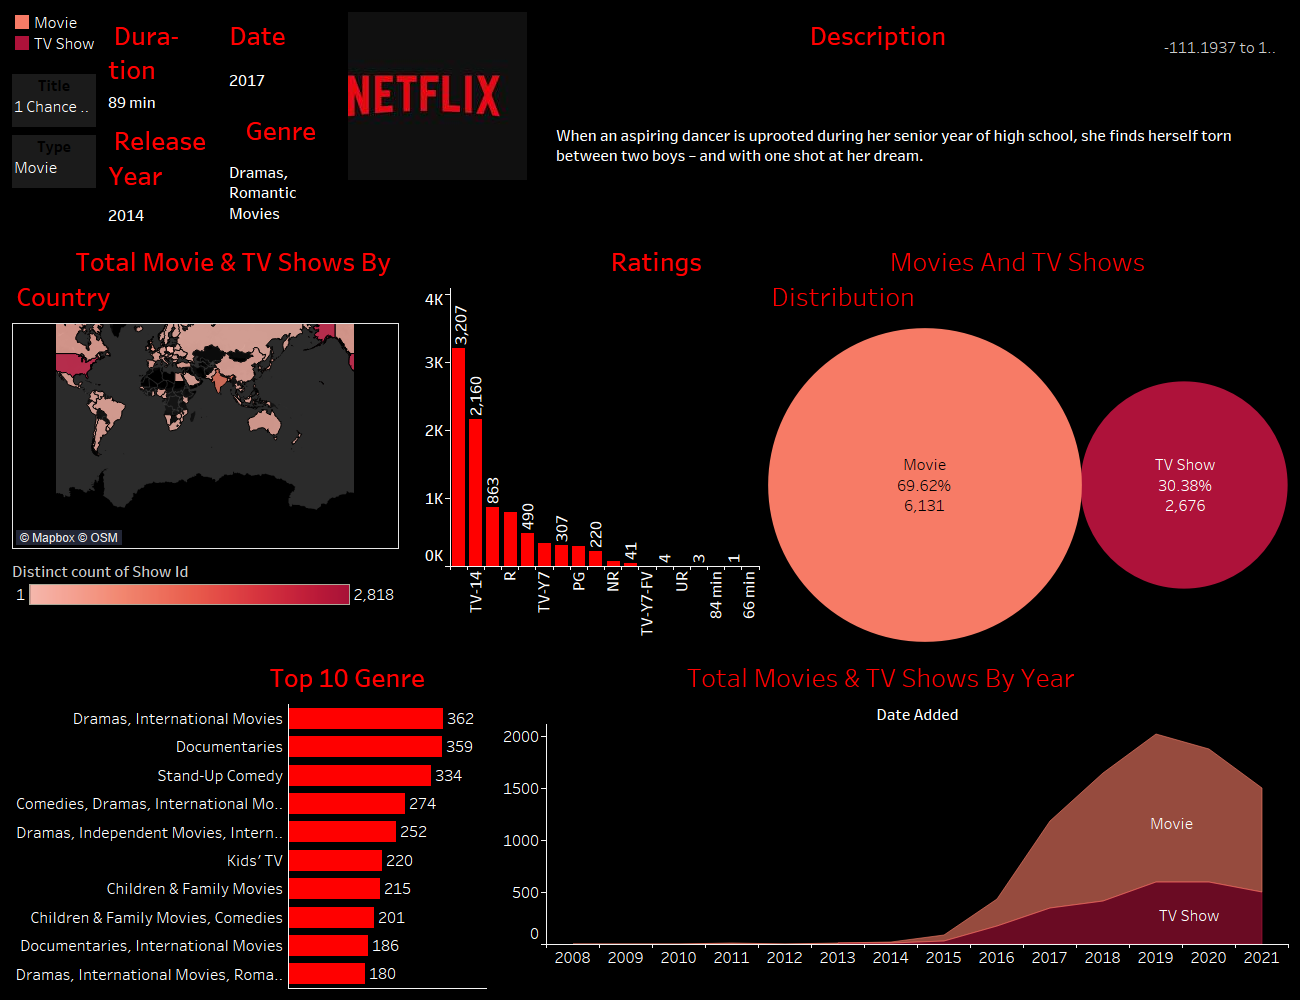 Movie
TV Show
Title
1 Chance ..
Type
Movie
Dura-
tion
89 min
Release
Year
2014
Date
2017
Genre
Dramas,
Romantic
Movies
NETFLIX
Description
-111.1937 to 1..
When an aspiring dancer is uprooted during her senior year of high school, she finds herself torn
between two boys – and with one shot at her dream.
Total Movie & TV Shows By
Country
© Mapbox © OSM
Distinct count of Show Id
1
2,818
Ratings
4K
3K
2K
1K
0K
3,207
2,160
863
490
307
220
41
4
3
1
TV-14
R
TV-Y7
PG
NR
TV-Y7-FV
UR
84 min
66 min
Movies And TV Shows
Distribution
Movie
69.62%
6,131
TV Show
30.38%
2,676
Top 10 Genre
Dramas, International Movies 362
Documentaries 359
Stand-Up Comedy 334
Comedies, Dramas, International Mo.. 274
Dramas, Independent Movies, Intern.. 252
Kids’ TV 220
Children & Family Movies 215
Children & Family Movies, Comedies 201
Documentaries, International Movies 186
Dramas, International Movies, Roma.. 180
Total Movies & TV Shows By Year
Date Added
2000
1500
1000
500
0
Movie
TV Show
2008 2009 2010 2011 2012 2013 2014 2015 2016 2017 2018 2019 2020 2021